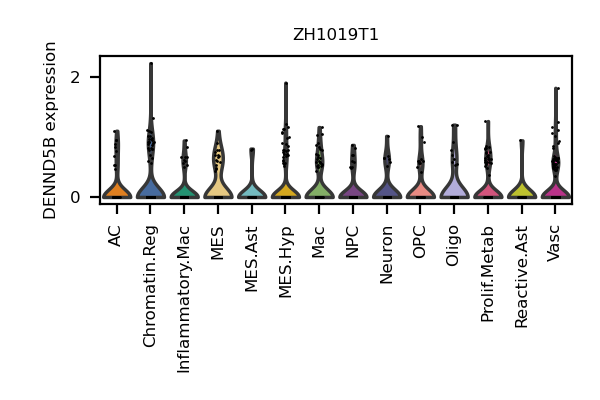 ZH1019T1
DENND5B expression
2
0
AC
Chromatin.Reg
Inflammatory.Mac
MES
MES.Ast
MES.Hyp
Mac
NPC
Neuron
OPC
Oligo
Prolif.Metab
Reactive.Ast
Vasc